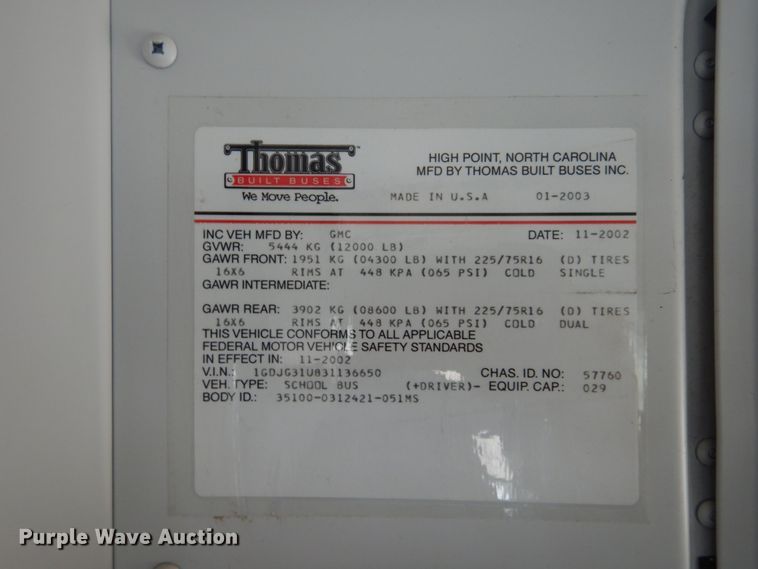 Thomas™
BUILT BUSES
We Move People.
HIGH POINT, NORTH CAROLINA
MFD BY THOMAS BUILT BUSES INC.
MADE IN U.S.A 01-2003
INC VEH MFD BY: GMC DATE: 11-2002
GVWR: 5444 KG (12000 LB)
GAWR FRONT: 1951 KG (04300 LB) WITH 225/75R16 (D) TIRES
16X6 RIMS AT 448 KPA (065 PSI) COLD SINGLE
GAWR INTERMEDIATE:
GAWR REAR: 3902 KG (08600 LB) WITH 225/75R16 (D) TIRES
16X6 RIMS AT 448 KPA (065 PSI) COLD DUAL
THIS VEHICLE CONFORMS TO ALL APPLICABLE
FEDERAL MOTOR VEHICLE SAFETY STANDARDS
IN EFFECT IN: 11-2002
V.I.N.: 1GDJG31U831136650 CHAS. ID. NO: 57760
VEH. TYPE: SCHOOL BUS (+DRIVER)- EQUIP. CAP.: 029
BODY ID.: 35100-0312421-051MS
Purple Wave Auction